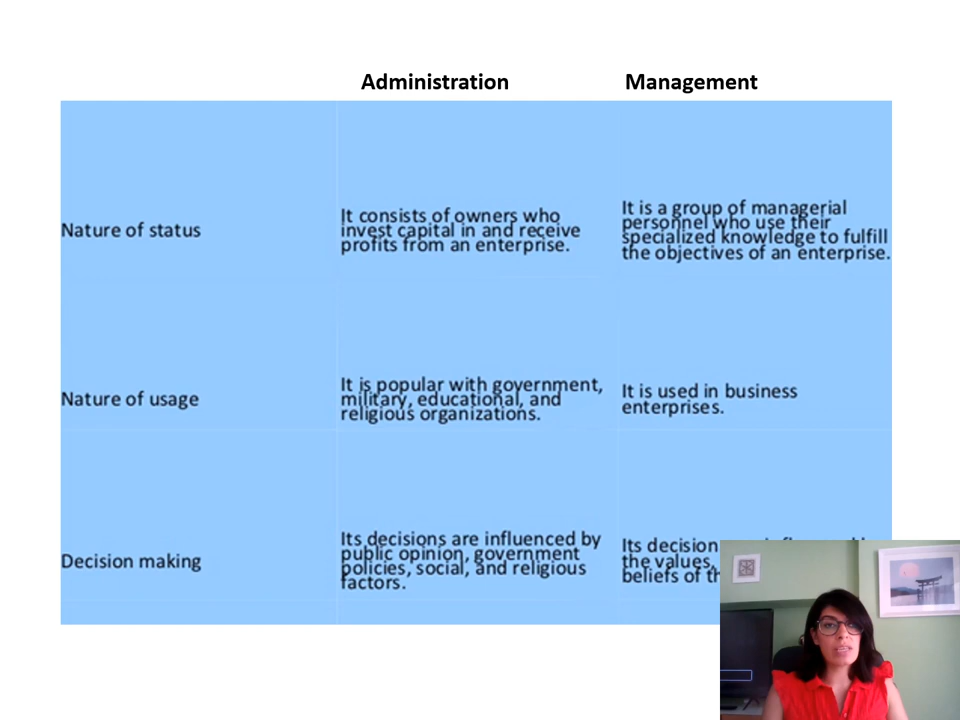 Administration Management
Nature of status
It consists of owners who
invest capital in and receive
profits from an enterprise.
It is a group of managerial
personnel who use their
specialized knowledge to fulfill
the objectives of an enterprise.
Nature of usage
It is popular with government,
military, educational, and
religious organizations.
It is used in business
enterprises.
Decision making
Its decisions are influenced by
public opinion, government
policies, social, and religious
factors.
Its decision
the values,
beliefs of